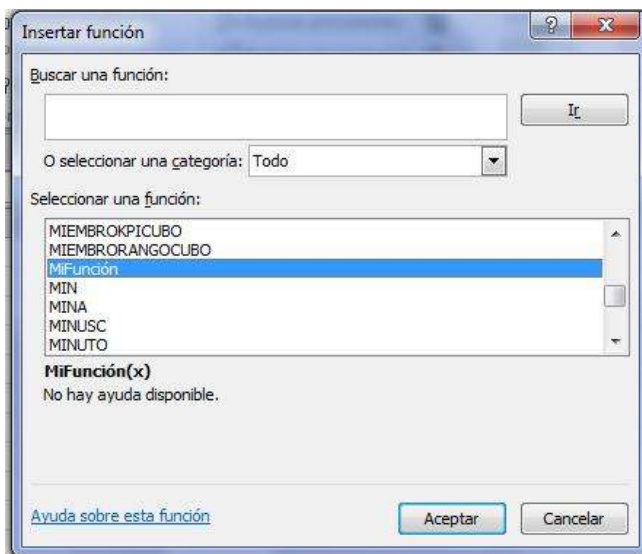 Insertar función
Buscar una función:
Ir
O seleccionar una categoría: Todo
Seleccionar una función:
MIEMBROKPICUBO
MIEMBRORANGOCUBO
MiFunción
MIN
MINA
MINUSC
MINUTO
MiFunción(x)
No hay ayuda disponible.
Ayuda sobre esta función
Aceptar
Cancelar